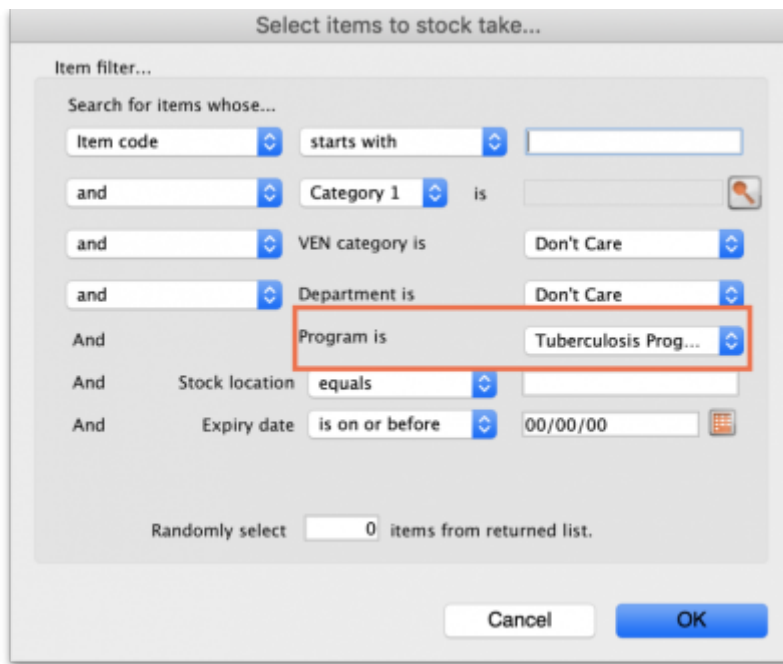 Select items to stock take...
Item filter...
Search for items whose...
Item code starts with
and Category 1 is
and VEN category is Don't Care
and Department is Don't Care
And Program is Tuberculosis Prog...
And Stock location equals
And Expiry date is on or before 00/00/00
Randomly select 0 items from returned list.
Cancel OK